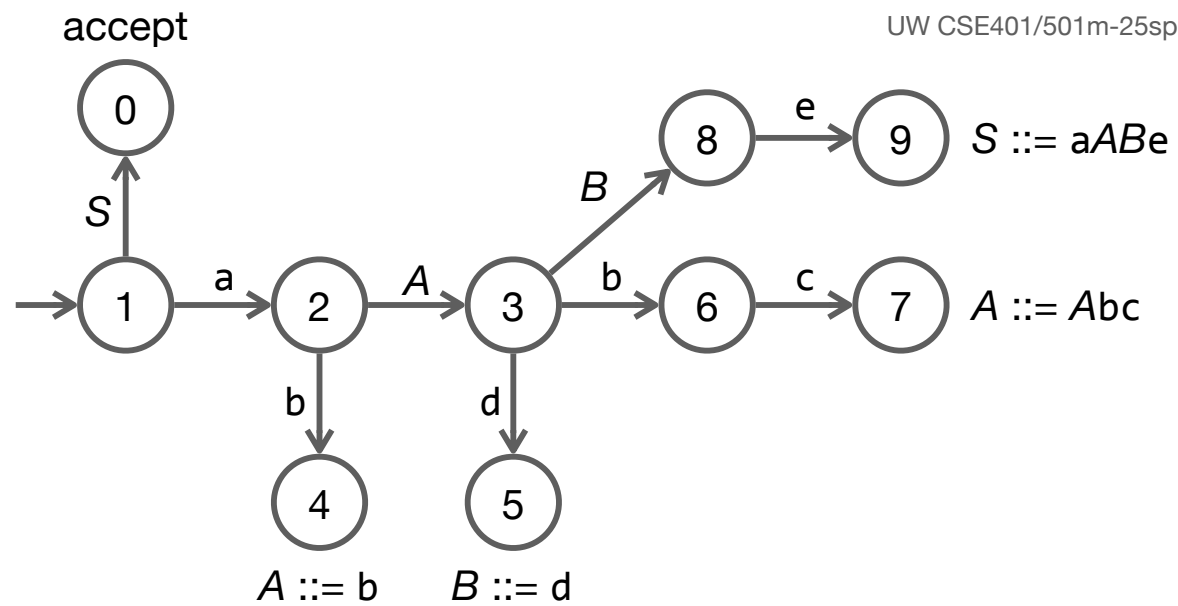 accept
UW CSE401/501m-25sp
0
8
e
9
S ::= aABe
B
S
1
a
2
A
3
b
6
c
7
A ::= Abc
b
d
4
5
A ::= b
B ::= d